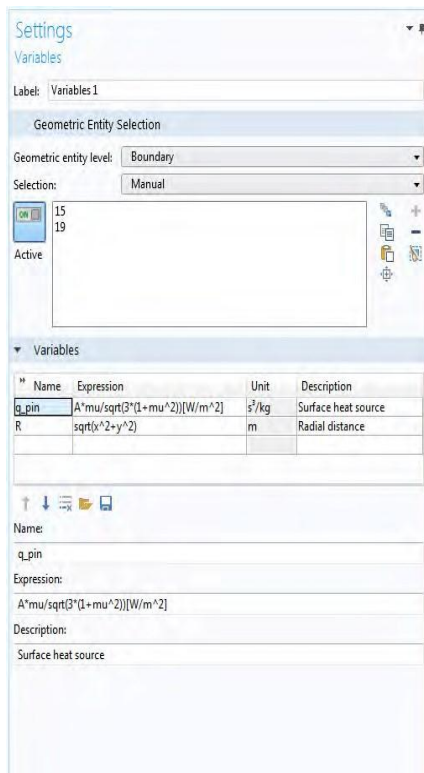 Settings
Variables
Label: Variables 1
Geometric Entity Selection
Geometric entity level: Boundary
Selection: Manual
ON
15
19
Active
Variables
Name Expression Unit Description
q_pin A*mu/sqrt(3*(1+mu^2))[W/m^2] s³/kg Surface heat source
R sqrt(x^2+y^2) m Radial distance
Name:
q_pin
Expression:
A*mu/sqrt(3*(1+mu^2))[W/m^2]
Description:
Surface heat source